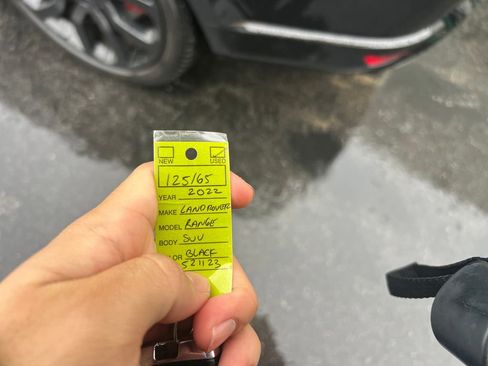 NEW USED
125/65
YEAR 2022
MAKE LANDROVER
MODEL RANGE
BODY SUV
BLACK
521123